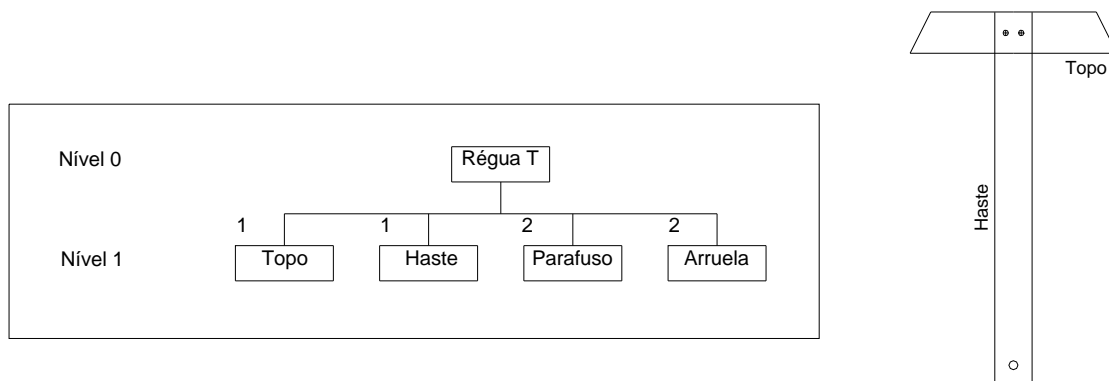 Topo
Nível 0
Régua T
1 1 2 2
Nível 1
Topo Haste Parafuso Arruela
Haste